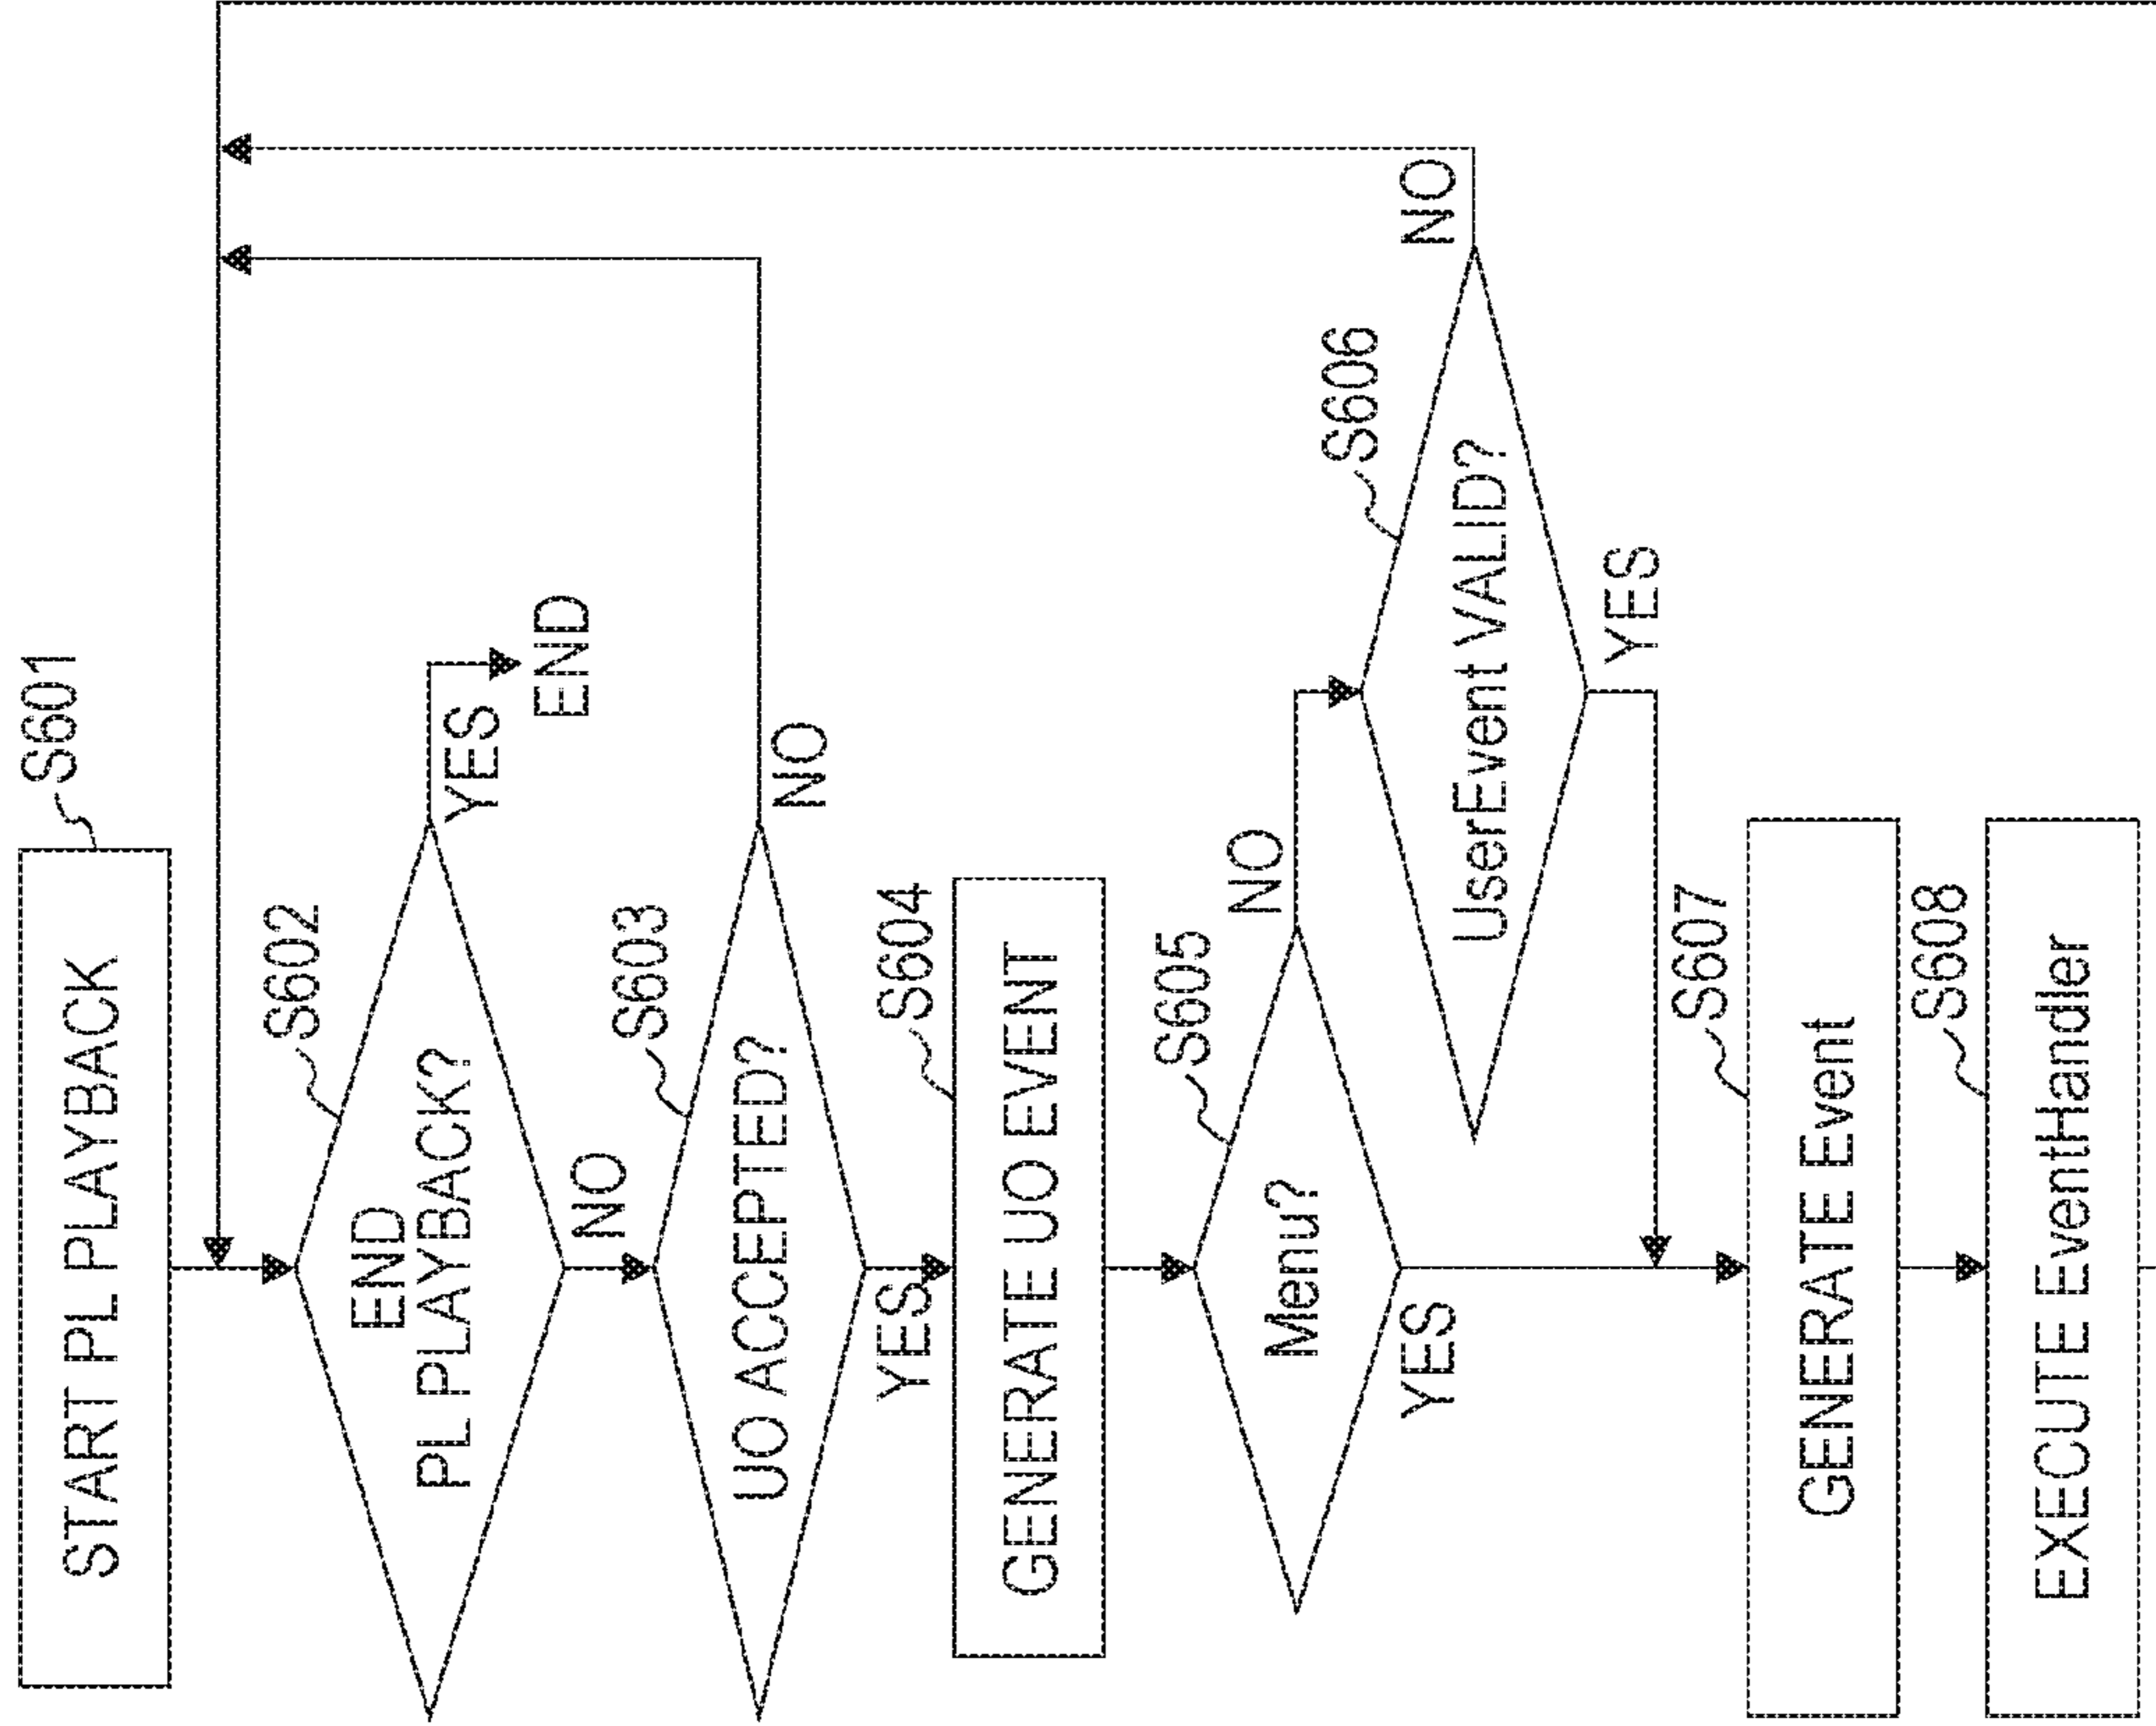 START PL PLAYBACK
S601
END
PL PLAYBACK?
S602
YES
END
NO
UO ACCEPTED?
S603
NO
YES
GENERATE UO EVENT
S604
Menu?
S605
NO
YES
UserEvent VALID?
S606
NO
YES
GENERATE Event
S607
EXECUTE EventHandler
S608